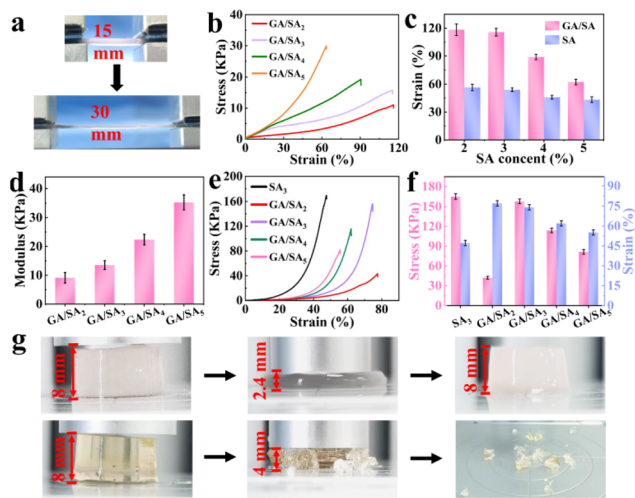 a
15
mm
30
mm
b
Stress (KPa)
40
30
20
10
0
GA/SA2
GA/SA3
GA/SA4
GA/SA5
0 30 60 90 120
Strain (%)
c
Strain (%)
120
90
60
30
0
GA/SA
SA
2 3 4 5
SA concent (%)
d
Modulus (KPa)
40
30
20
10
0
GA/SA2 GA/SA3 GA/SA4 GA/SA5
e
Stress (KPa)
200
160
120
80
40
0
SA3
GA/SA2
GA/SA3
GA/SA4
GA/SA5
0 20 40 60 80
Strain (%)
f
Stress (KPa)
180
150
120
90
60
30
0
SA3 GA/SA2 GA/SA3 GA/SA4 GA/SA5
90
75
60
45
30
15
0
Strain (%)
g
8 mm
2.4 mm
8 mm
8 mm
4 mm